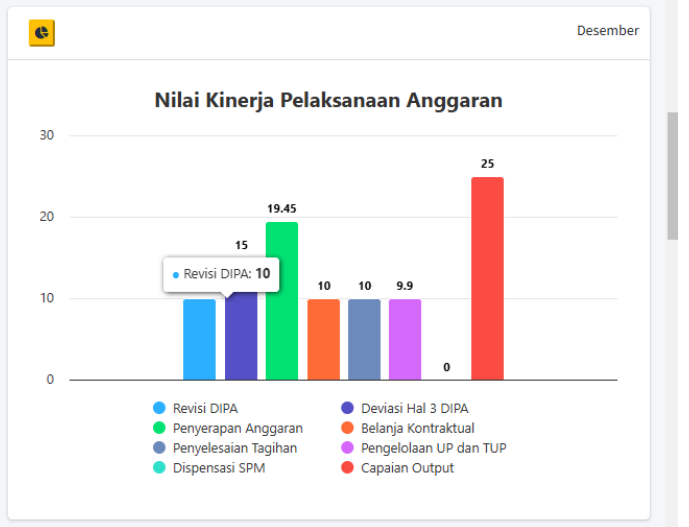 Desember
Nilai Kinerja Pelaksanaan Anggaran
30
25
19.45
20
15
Revisi DIPA: 10
10
10
10
9.9
0
0
Revisi DIPA
Deviasi Hal 3 DIPA
Penyerapan Anggaran
Belanja Kontraktual
Penyelesaian Tagihan
Pengelolaan UP dan TUP
Dispensasi SPM
Capaian Output